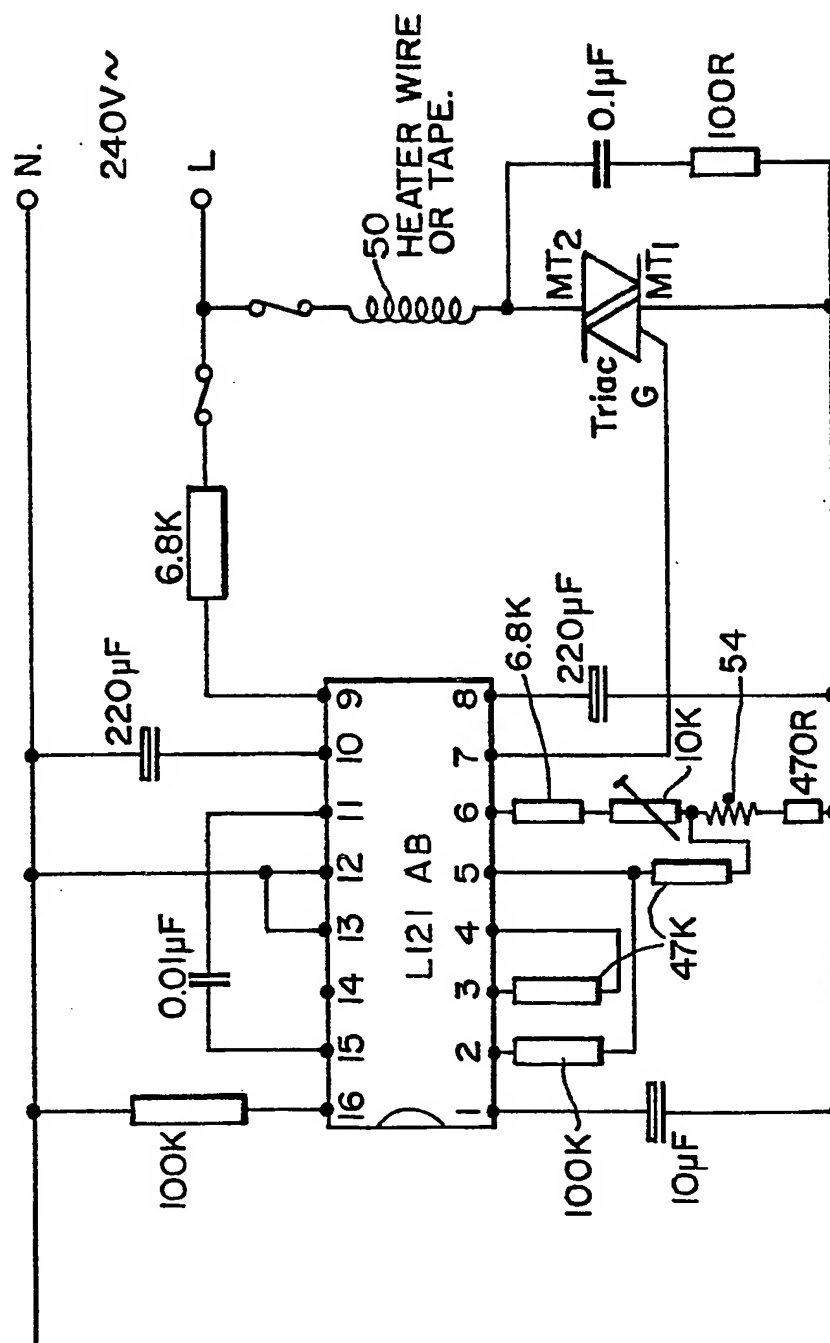 N.
240V~
L
50
HEATER WIRE
OR TAPE.
0.1µF
100R
MT2
MT1
Triac
G
6.8K
220µF
0.01µF
100K
16 15 14 13 12 11 10 9
L121 AB
1 2 3 4 5 6 7 8
6.8K
220µF
10K
54
470R
47K
100K
10µF